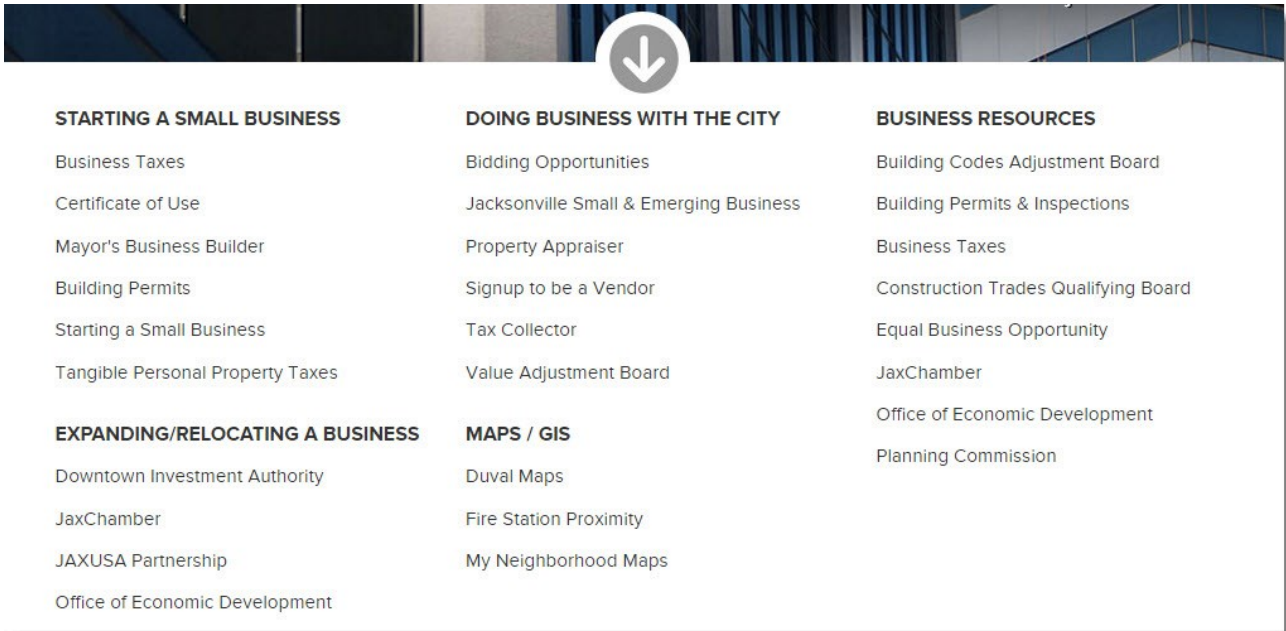 STARTING A SMALL BUSINESS
Business Taxes
Certificate of Use
Mayor's Business Builder
Building Permits
Starting a Small Business
Tangible Personal Property Taxes
EXPANDING/RELOCATING A BUSINESS
Downtown Investment Authority
JaxChamber
JAXUSA Partnership
Office of Economic Development
DOING BUSINESS WITH THE CITY
Bidding Opportunities
Jacksonville Small & Emerging Business
Property Appraiser
Signup to be a Vendor
Tax Collector
Value Adjustment Board
MAPS / GIS
Duval Maps
Fire Station Proximity
My Neighborhood Maps
BUSINESS RESOURCES
Building Codes Adjustment Board
Building Permits & Inspections
Business Taxes
Construction Trades Qualifying Board
Equal Business Opportunity
JaxChamber
Office of Economic Development
Planning Commission